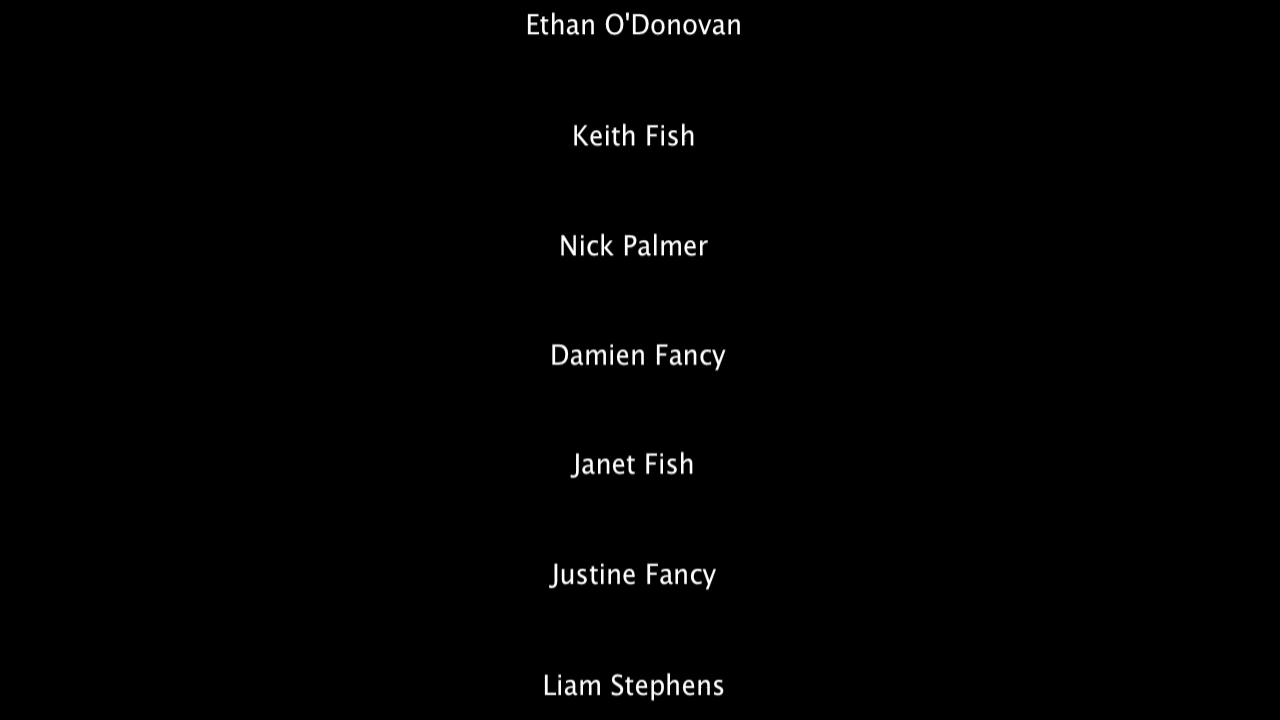 Ethan O'Donovan
Keith Fish
Nick Palmer
Damien Fancy
Janet Fish
Justine Fancy
Liam Stephens